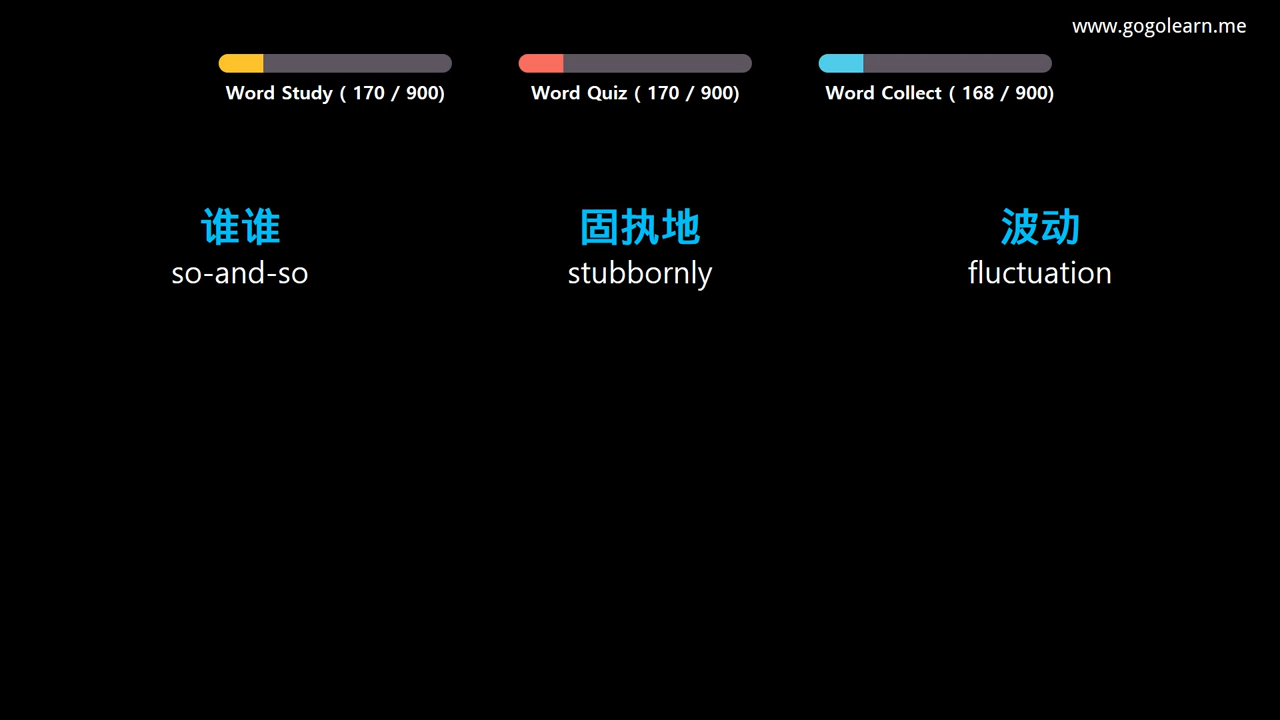 www.gogolearn.me
Word Study ( 170 / 900)
Word Quiz ( 170 / 900)
Word Collect ( 168 / 900)
谁谁
so-and-so
固执地
stubbornly
波动
fluctuation